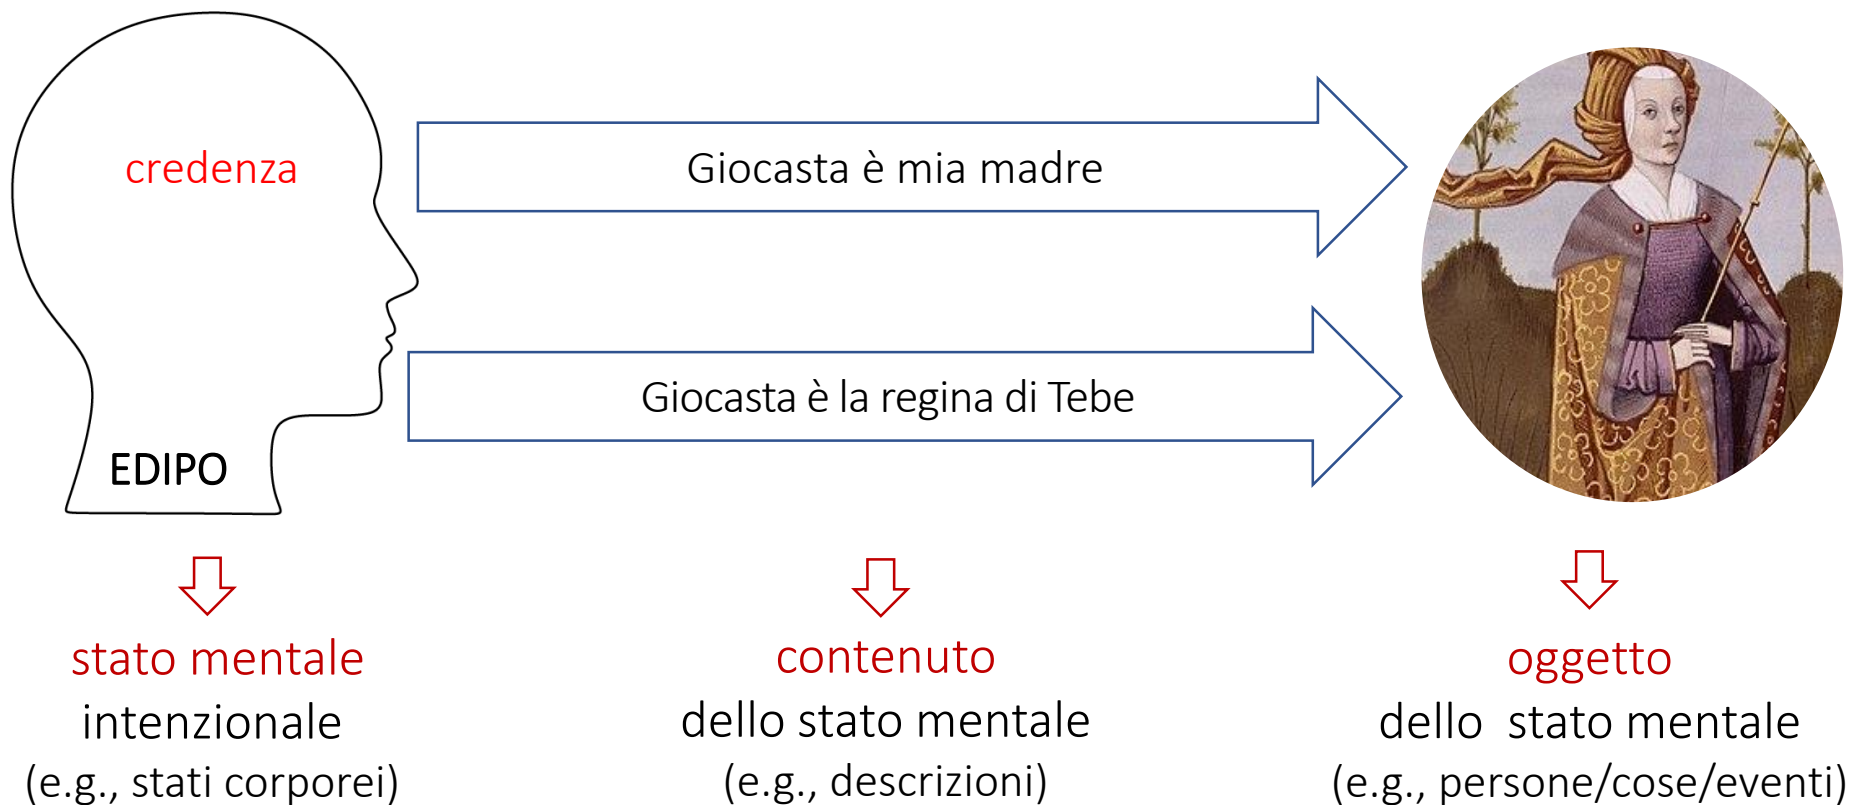 credenza
Giocasta è mia madre
Giocasta è la regina di Tebe
EDIPO
stato mentale
intenzionale
(e.g., stati corporei)
contenuto
dello stato mentale
(e.g., descrizioni)
oggetto
dello stato mentale
(e.g., persone/cose/eventi)